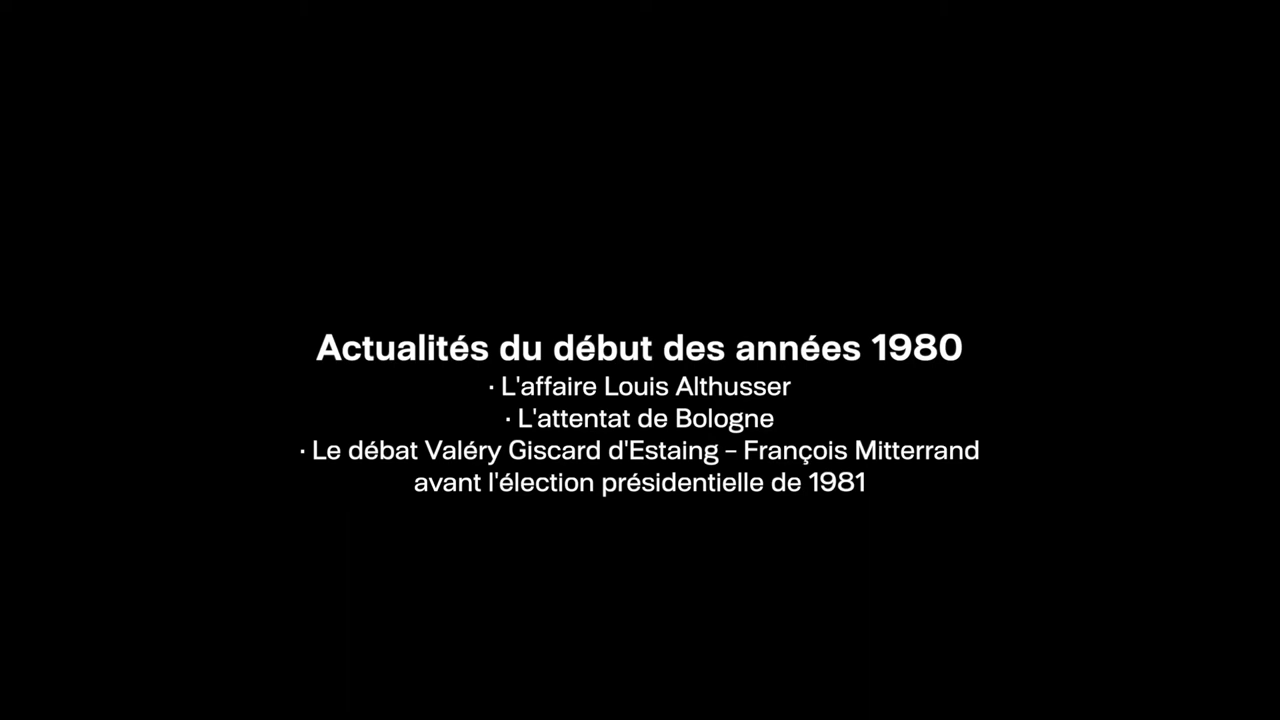 Actualités du début des années 1980
· L'affaire Louis Althusser
· L'attentat de Bologne
· Le débat Valéry Giscard d'Estaing – François Mitterrand
avant l'élection présidentielle de 1981